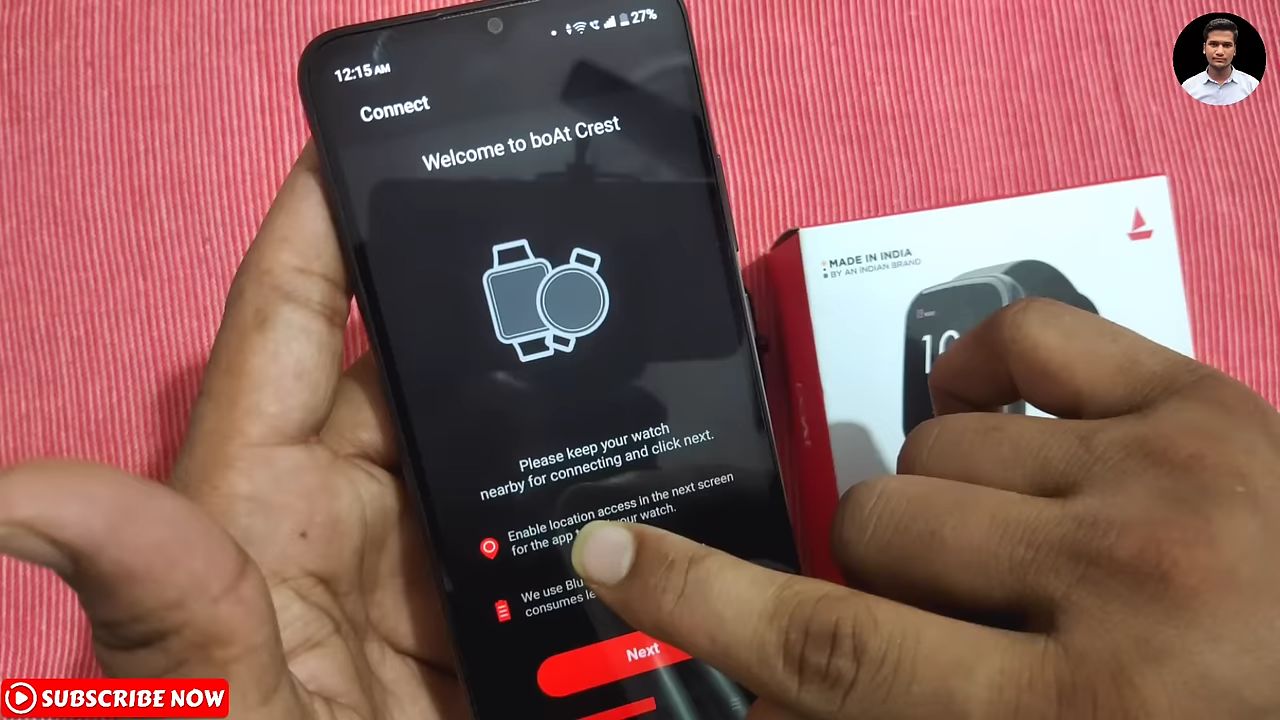 12:15 AM
27%
Connect
Welcome to boAt Crest
Please keep your watch
nearby for connecting and click next.
Enable location access in the next screen
for the app your watch.
We use
consumes
Next
MADE IN INDIA
BY AN INDIAN BRAND
SUBSCRIBE NOW